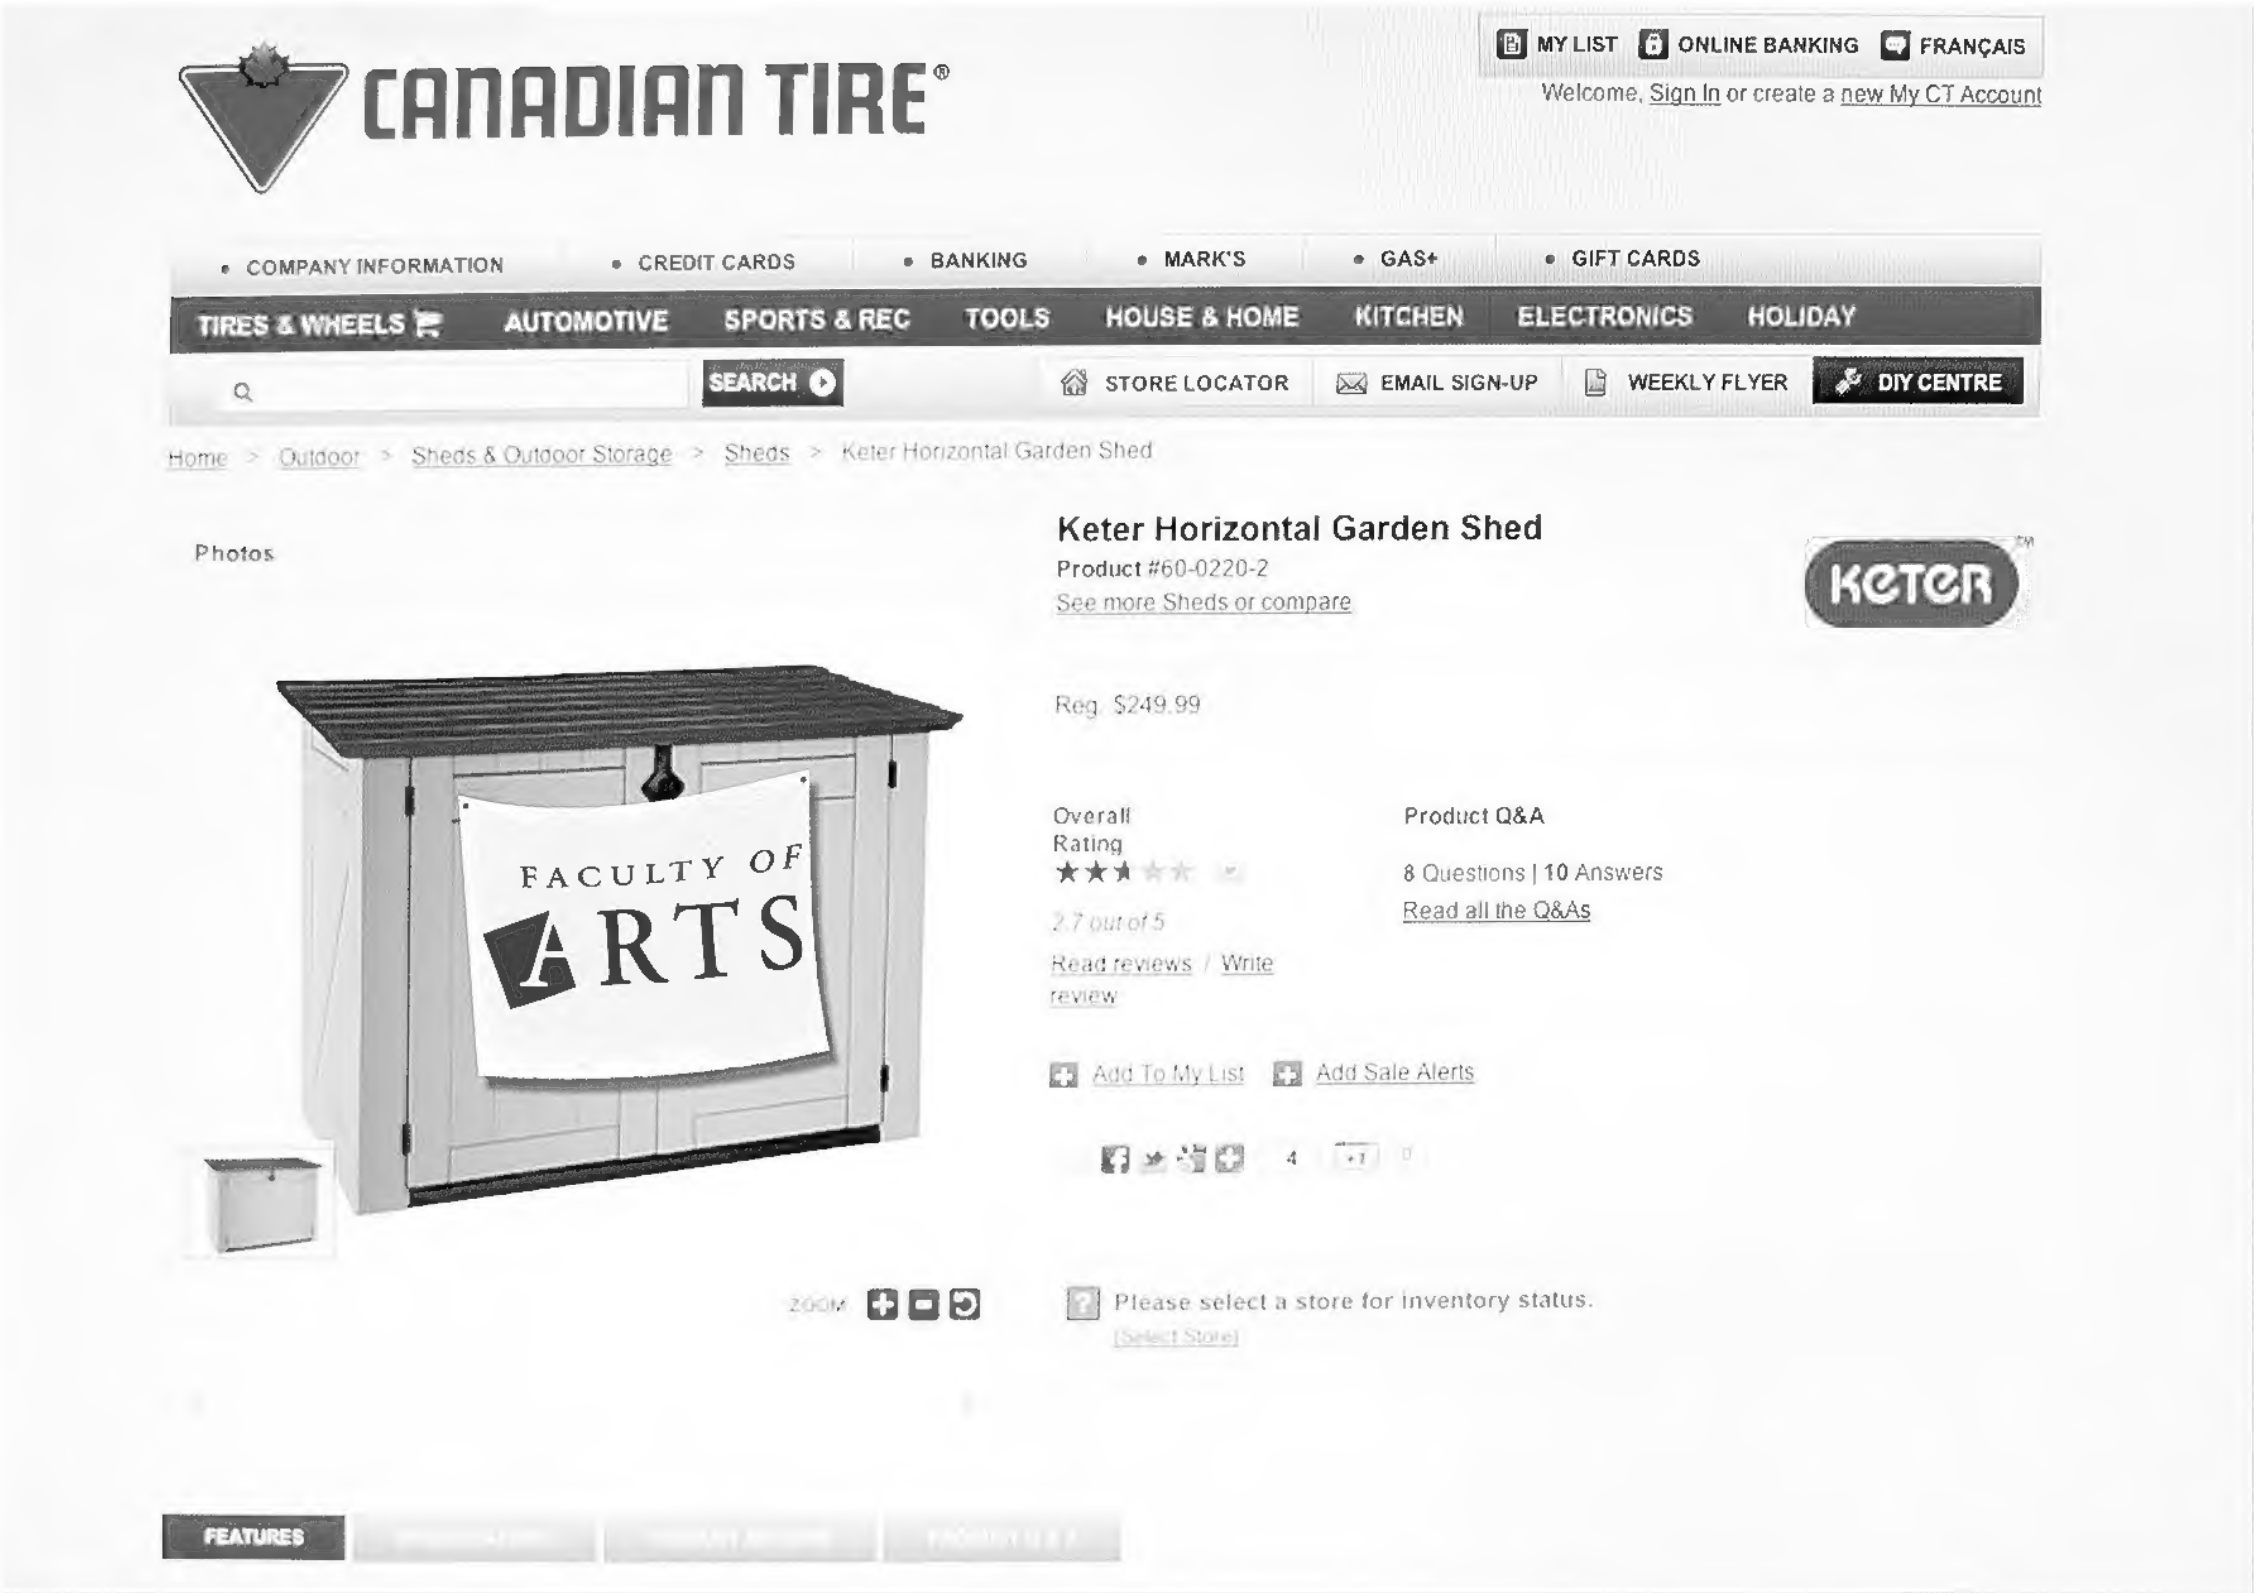 CANADIAN TIRE®
MY LIST ONLINE BANKING FRANÇAIS
Welcome, Sign In or create a new My CT Account
• COMPANY INFORMATION • CREDIT CARDS • BANKING • MARK'S • GAS+ • GIFT CARDS
TIRES & WHEELS AUTOMOTIVE SPORTS & REC TOOLS HOUSE & HOME KITCHEN ELECTRONICS HOLIDAY
SEARCH STORE LOCATOR EMAIL SIGN-UP WEEKLY FLYER DIY CENTRE
Home > Outdoor > Sheds & Outdoor Storage > Sheds > Keter Horizontal Garden Shed
Photos
FACULTY OF
ARTS
ZOOM
Keter Horizontal Garden Shed
Product #60-0220-2
See more Sheds or compare
KETER™
Reg. $249.99
Overall
Rating
2.7 out of 5
Read reviews / Write
review
Product Q&A
8 Questions | 10 Answers
Read all the Q&As
Add To My List Add Sale Alerts
4 +1 0
Please select a store for inventory status.
[Select Store]
FEATURES